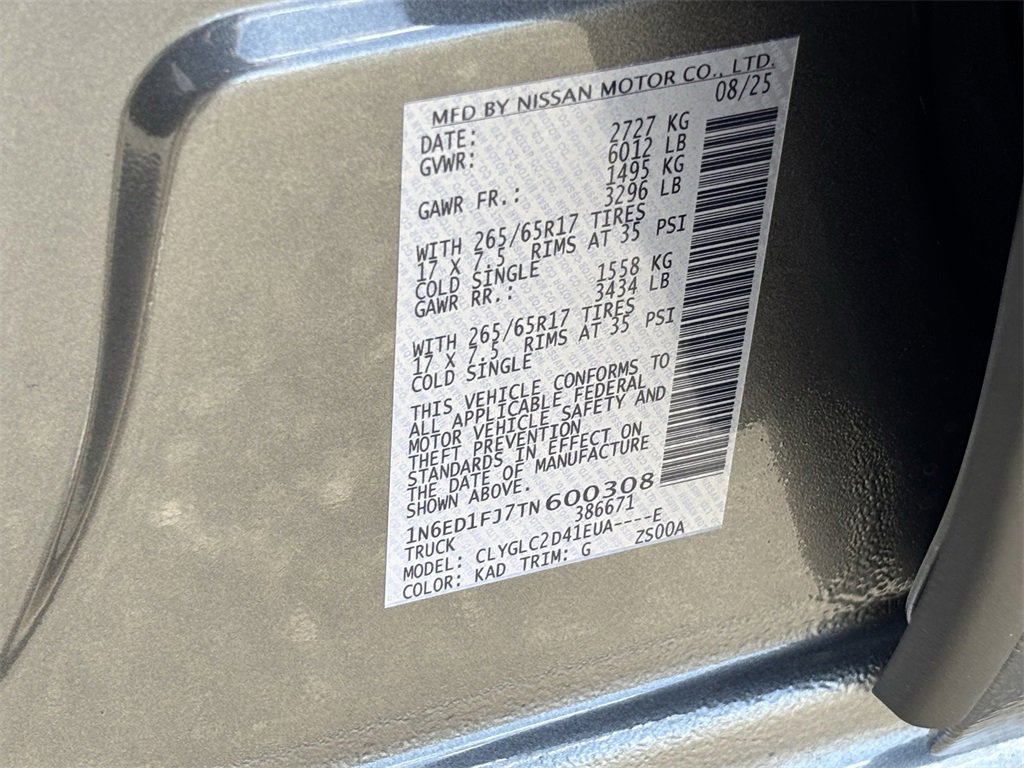 MFD BY NISSAN MOTOR CO., LTD.
DATE: 08/25
GVWR: 2727 KG
6012 LB
GAWR FR.: 1495 KG
3296 LB
WITH 265/65R17 TIRES
17 X 7.5 RIMS AT 35 PSI
COLD SINGLE
GAWR RR.: 1558 KG
3434 LB
WITH 265/65R17 TIRES
17 X 7.5 RIMS AT 35 PSI
COLD SINGLE
THIS VEHICLE CONFORMS TO
ALL APPLICABLE FEDERAL
MOTOR VEHICLE SAFETY AND
THEFT PREVENTION
STANDARDS IN EFFECT ON
THE DATE OF MANUFACTURE
SHOWN ABOVE.
1N6ED1FJ7TN600308
TRUCK 386671
MODEL: CLYGLC2D41EUA----E
COLOR: KAD TRIM: G ZS00A